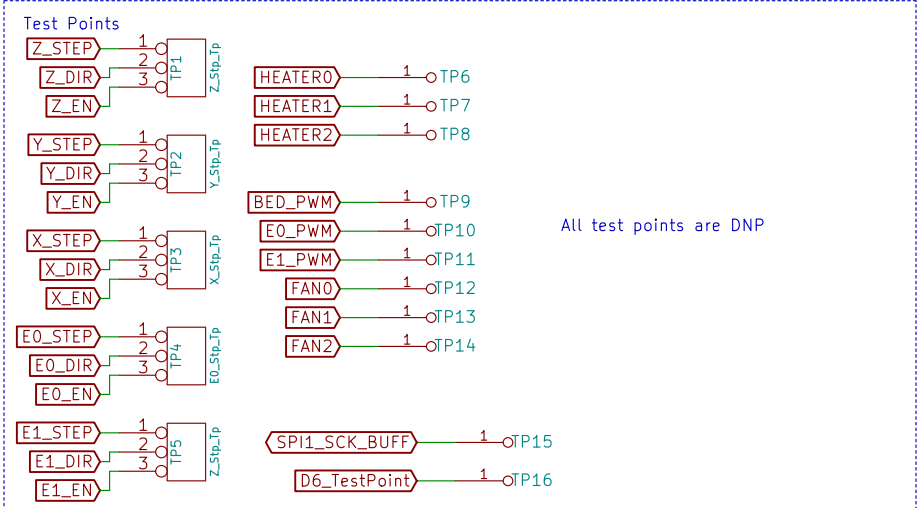 Test Points
Z_STEP 1
Z_DIR 2
Z_EN 3
TP1
Z_Stp_Tp
Y_STEP 1
Y_DIR 2
Y_EN 3
TP2
Y_Stp_Tp
X_STEP 1
X_DIR 2
X_EN 3
TP3
X_Stp_Tp
E0_STEP 1
E0_DIR 2
E0_EN 3
TP4
E0_Stp_Tp
E1_STEP 1
E1_DIR 2
E1_EN 3
TP5
Z_Stp_Tp
HEATER0 1 TP6
HEATER1 1 TP7
HEATER2 1 TP8
BED_PWM 1 TP9
E0_PWM 1 TP10
E1_PWM 1 TP11
FAN0 1 TP12
FAN1 1 TP13
FAN2 1 TP14
SPI1_SCK_BUFF 1 TP15
D6_TestPoint 1 TP16
All test points are DNP